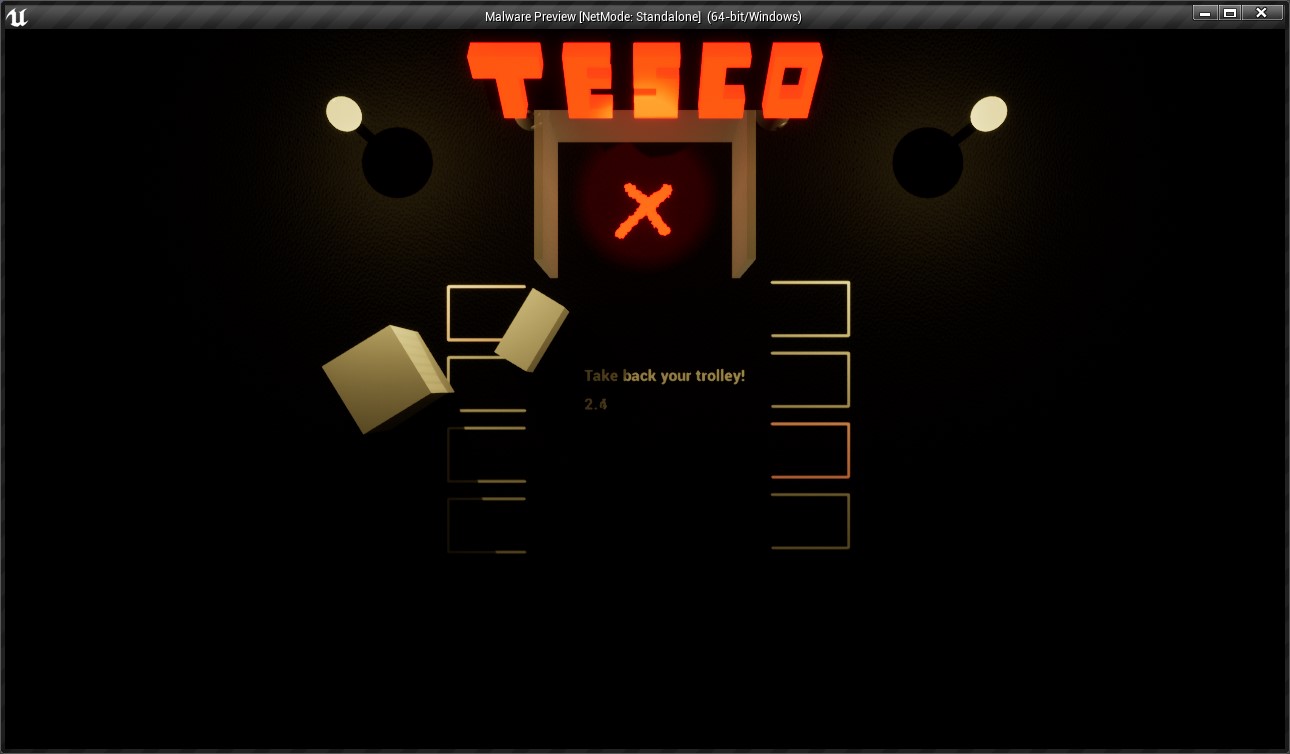 Malware Preview [NetMode: Standalone] (64-bit/Windows)
TESCO
X
Take back your trolley!
2.4